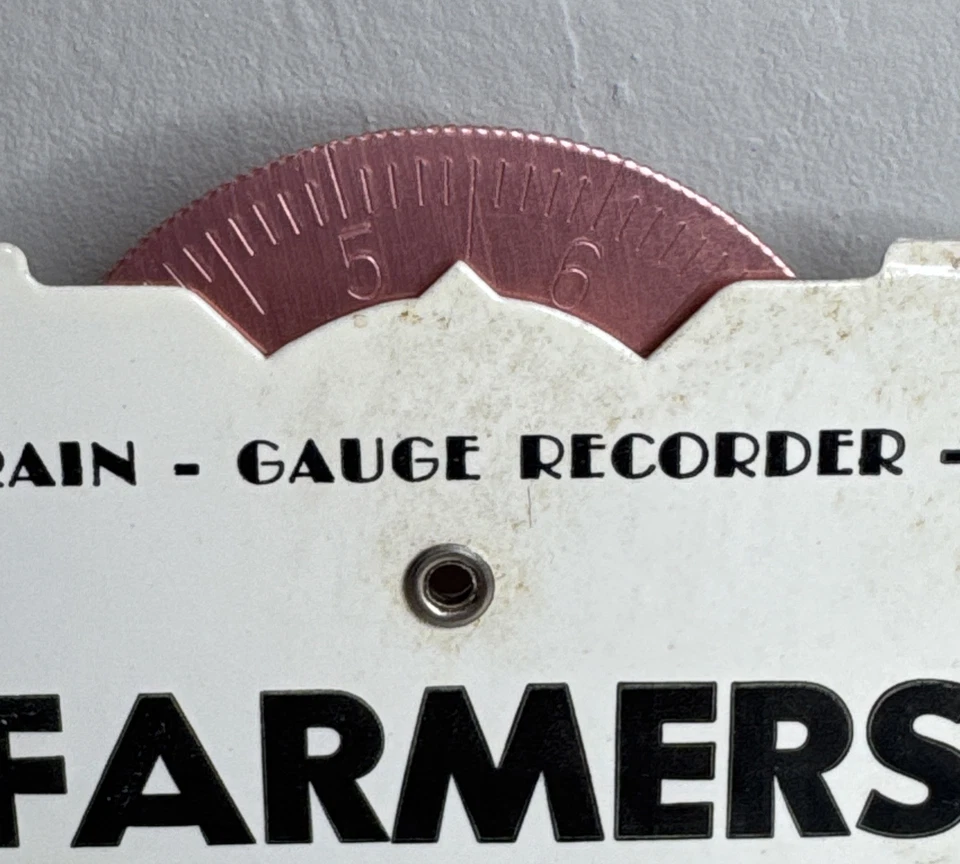 5 6
RAIN - GAUGE RECORDER -
FARMERS